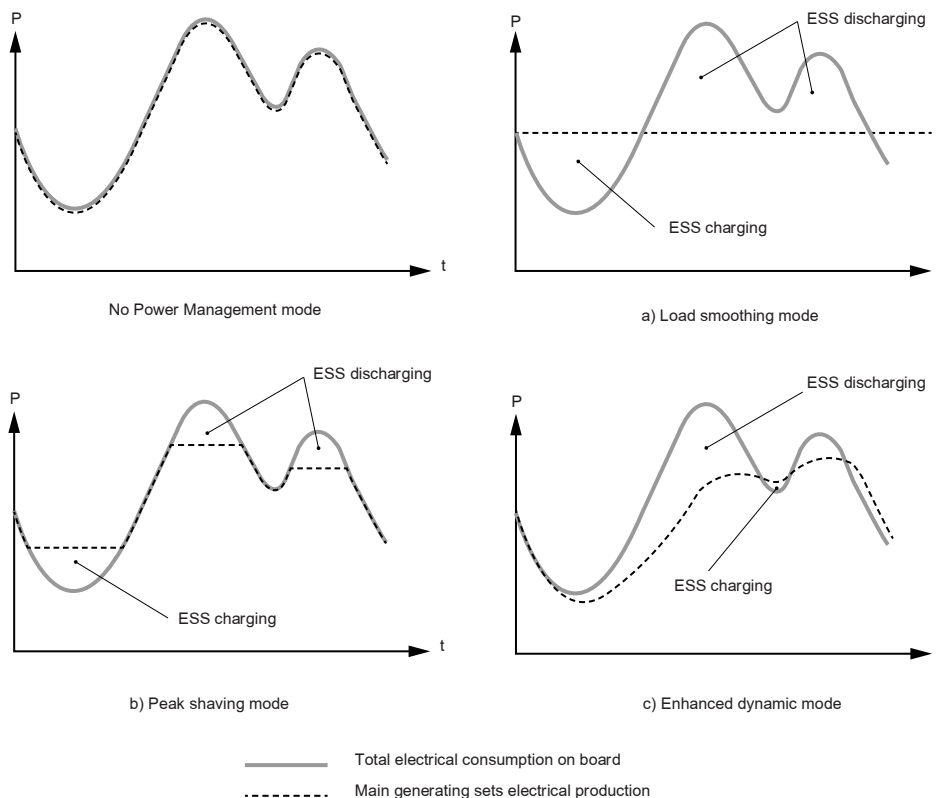 P
t
No Power Management mode
P
ESS discharging
ESS charging
a) Load smoothing mode
P
ESS discharging
ESS charging
t
b) Peak shaving mode
P
ESS discharging
ESS charging
c) Enhanced dynamic mode
Total electrical consumption on board
Main generating sets electrical production